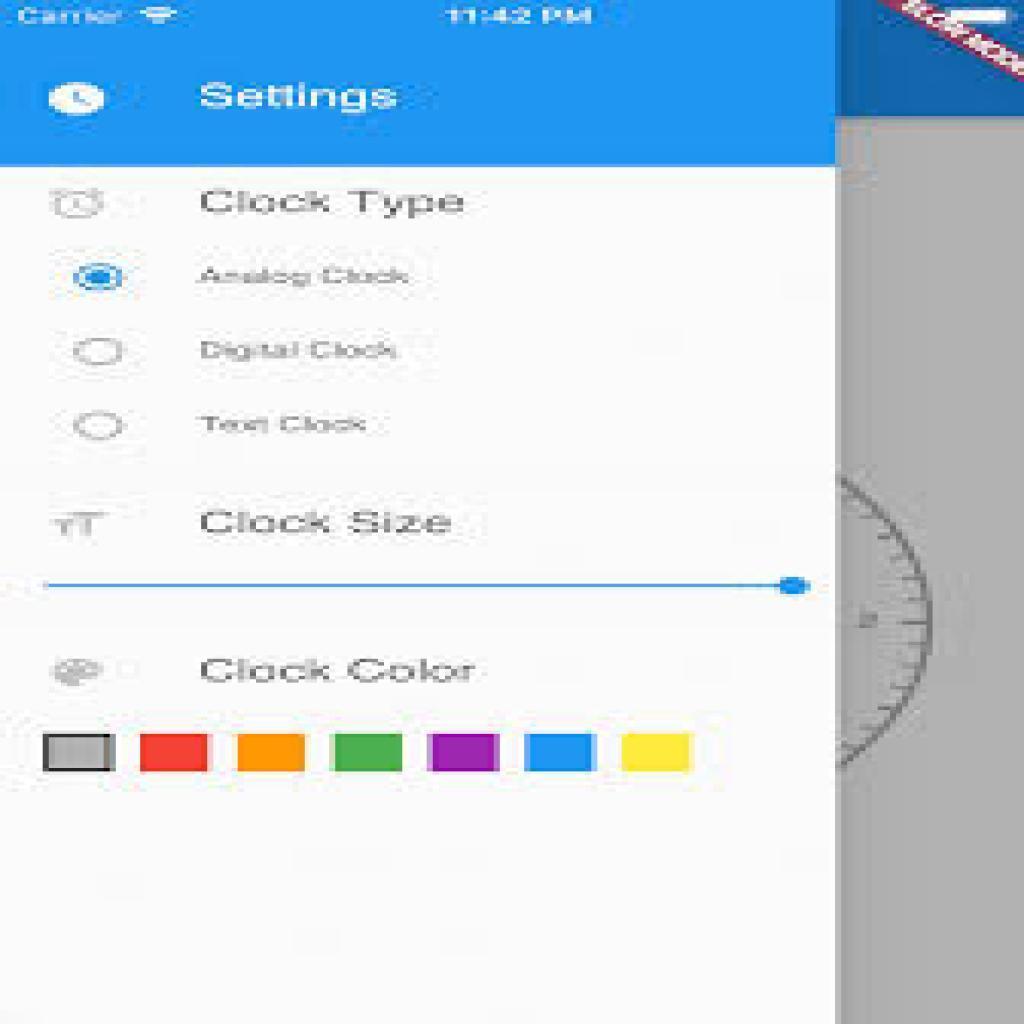 Carrier 11:42 PM
Settings
Clock Type
Analog Clock
Digital Clock
Text Clock
Clock Size
Clock Color